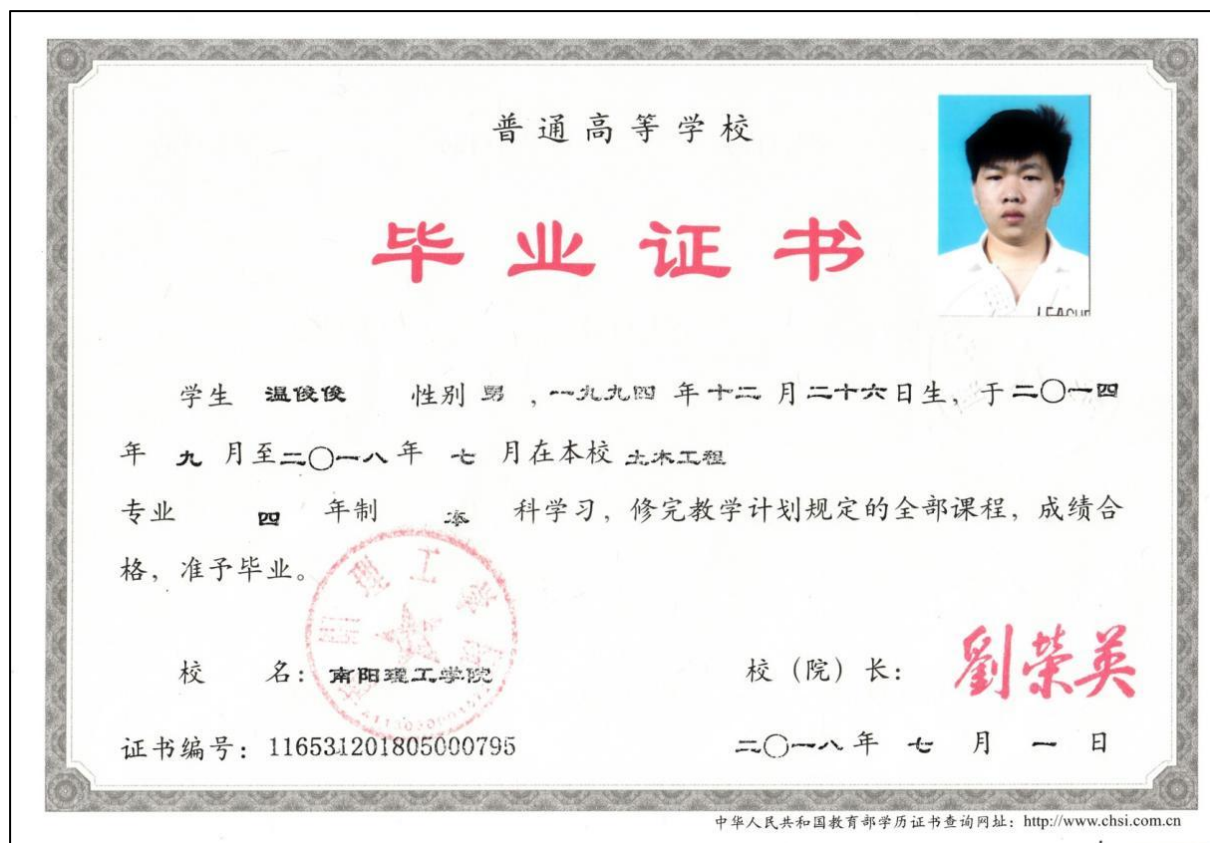 普通高等学校
毕业证书
LEAGUE
学生 温俊俊 性别 男 ,一九九四 年 十二 月 二十六日生, 于 二〇一四
年 九 月至二〇一八年 七 月在本校 土木工程
专业 四 年制 本 科学习, 修完教学计划规定的全部课程, 成绩合
格, 准予毕业。
校 名: 南阳理工学院
校 (院) 长: 劉榮英
证书编号: 116531201805000795
二〇一八 年 七 月 一 日
中华人民共和国教育部学历证书查询网址: http://www.chsi.com.cn